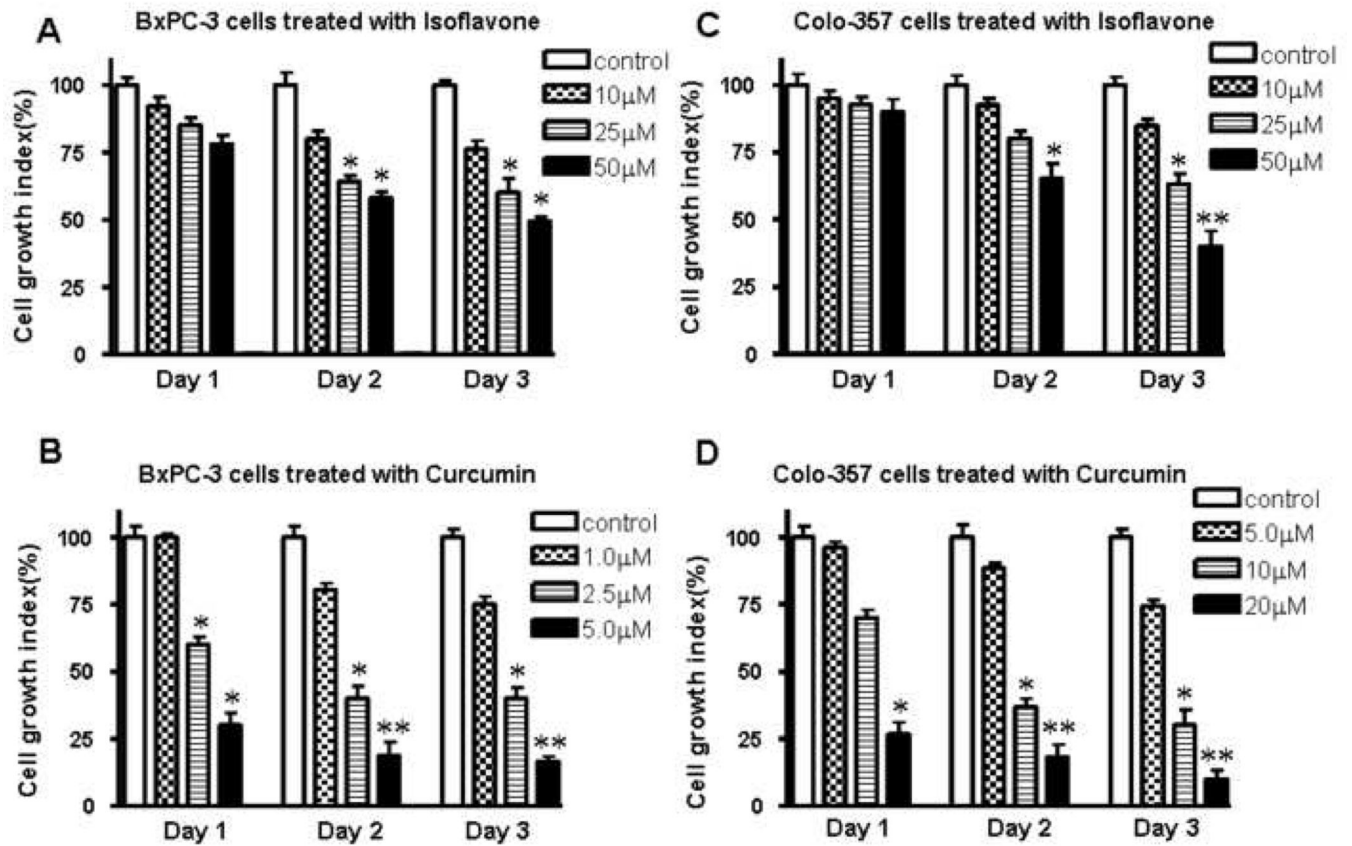 A
BxPC-3 cells treated with Isoflavone
Cell growth index(%)
100
75
50
25
0
control
10µM
25µM
50µM
* * * *
Day 1 Day 2 Day 3
C
Colo-357 cells treated with Isoflavone
Cell growth index(%)
100
75
50
25
0
control
10µM
25µM
50µM
* * **
Day 1 Day 2 Day 3
B
BxPC-3 cells treated with Curcumin
Cell growth index(%)
100
75
50
25
0
control
1.0µM
2.5µM
5.0µM
* * * ** * **
Day 1 Day 2 Day 3
D
Colo-357 cells treated with Curcumin
Cell growth index(%)
100
75
50
25
0
control
5.0µM
10µM
20µM
* * ** * **
Day 1 Day 2 Day 3